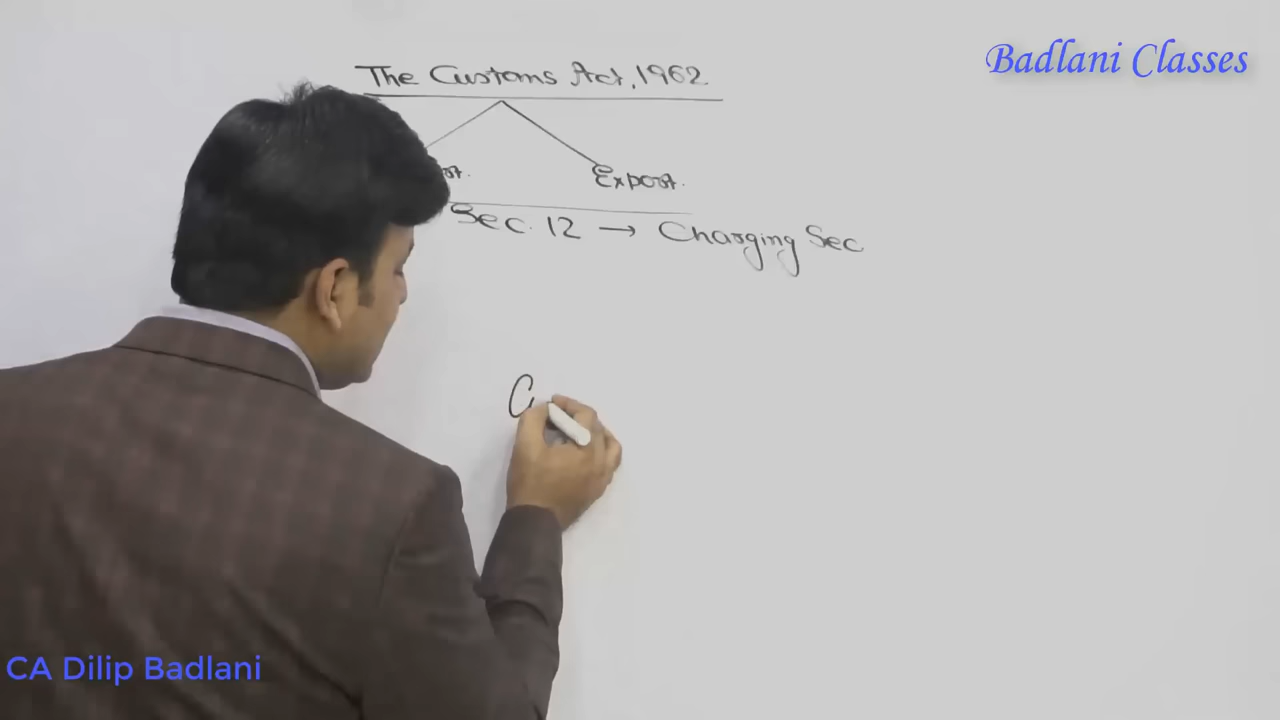 Badlani Classes
The Customs Act, 1962
Export.
Sec. 12 → Charging Sec
C
CA Dilip Badlani